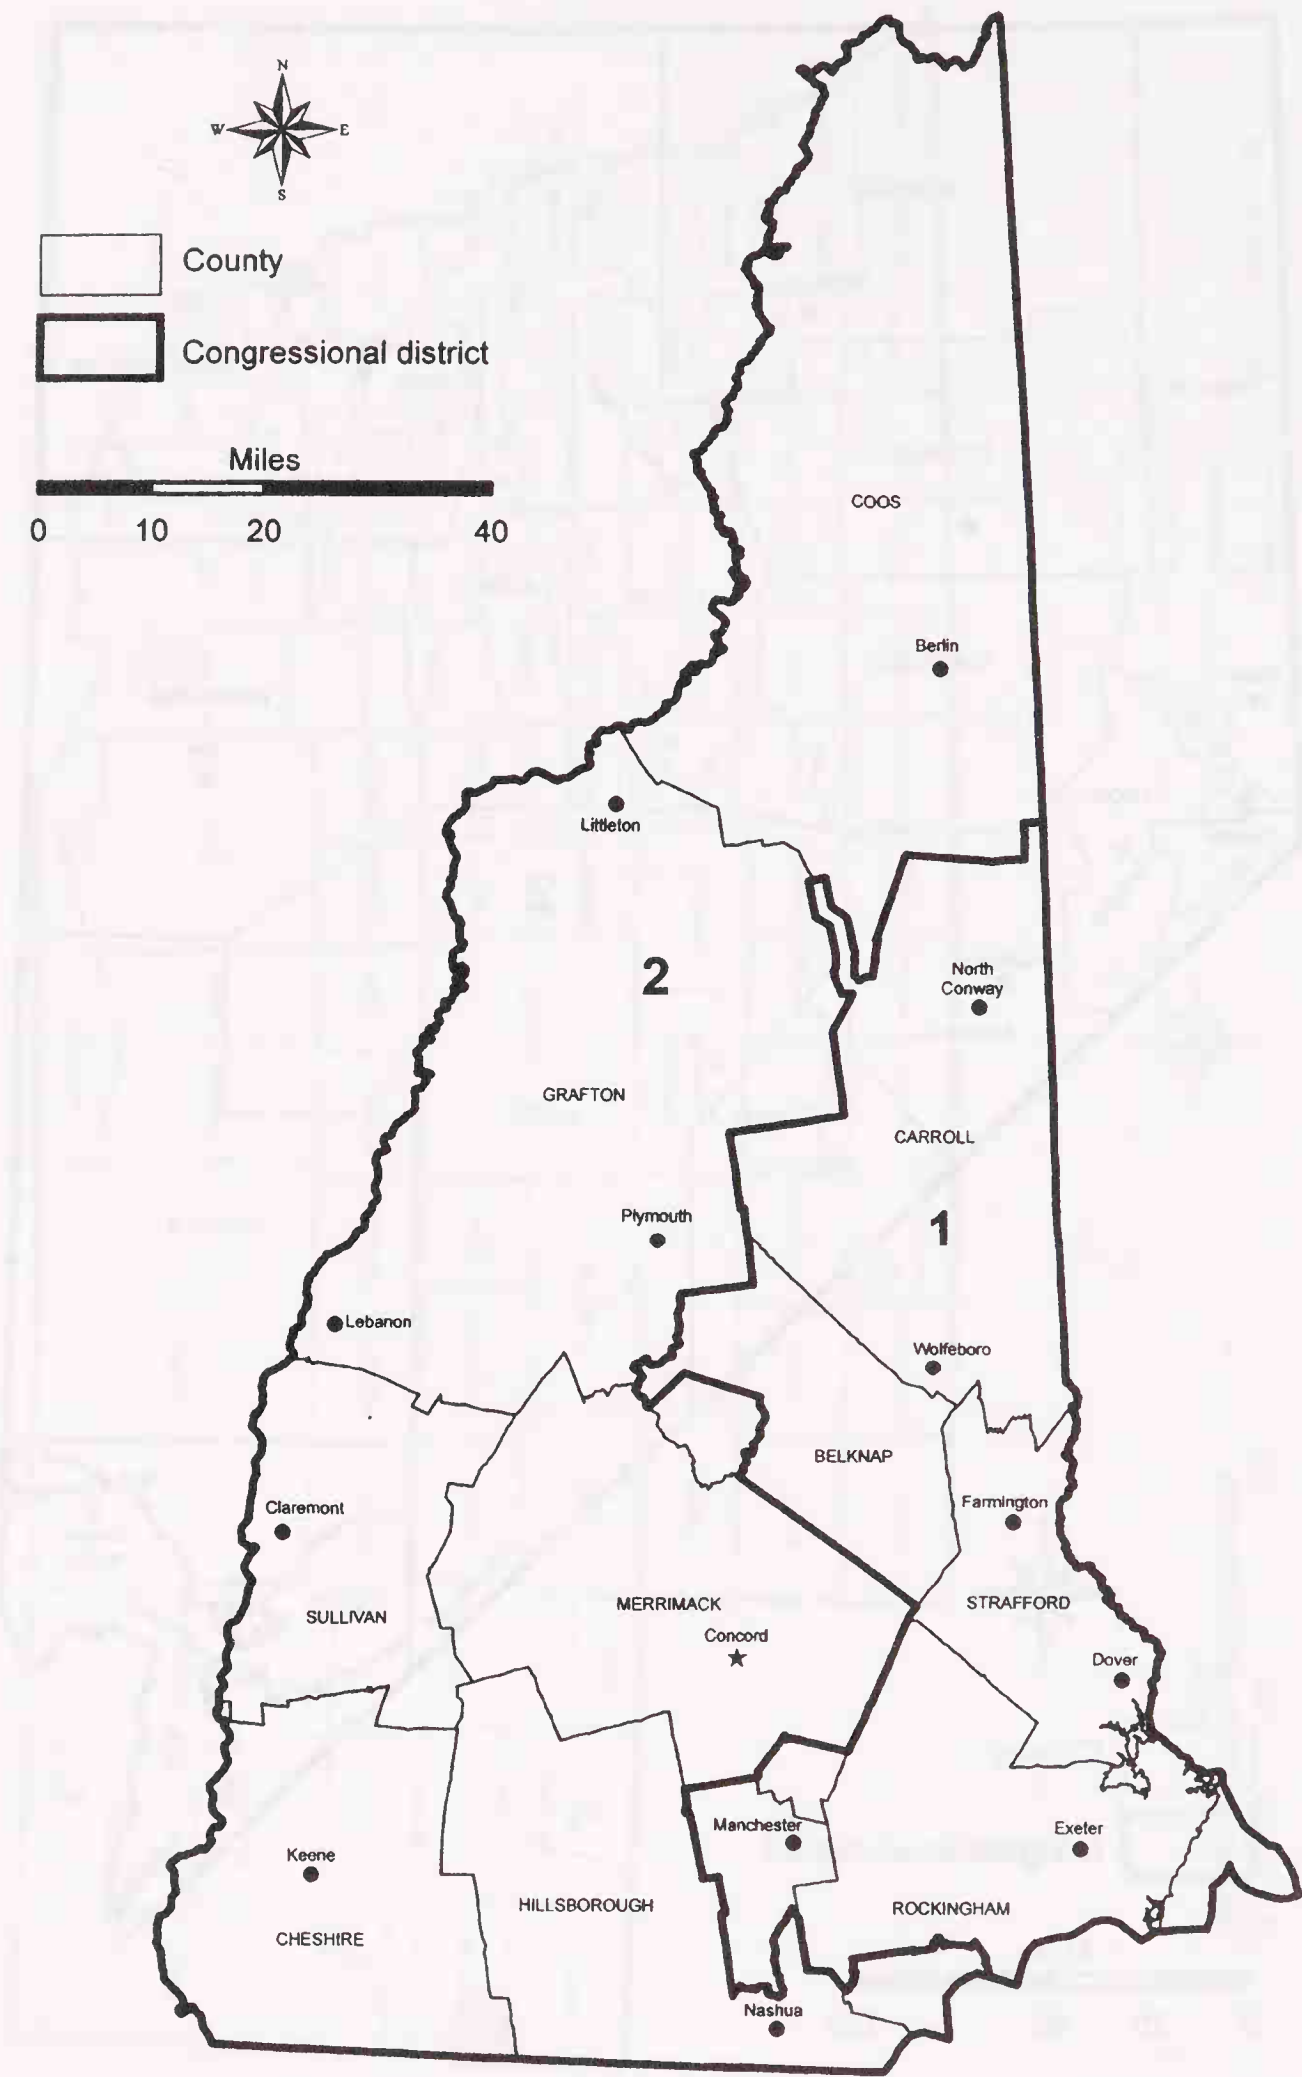 N
W E
S
County
Congressional district
Miles
0 10 20 40
COOS
Berlin
Littleton
2
North
Conway
GRAFTON
CARROLL
1
Plymouth
Lebanon
Wolfeboro
BELKNAP
Claremont
Farmington
SULLIVAN
MERRIMACK
STRAFFORD
Concord
Dover
Manchester
Exeter
Keene
HILLSBOROUGH
ROCKINGHAM
CHESHIRE
Nashua